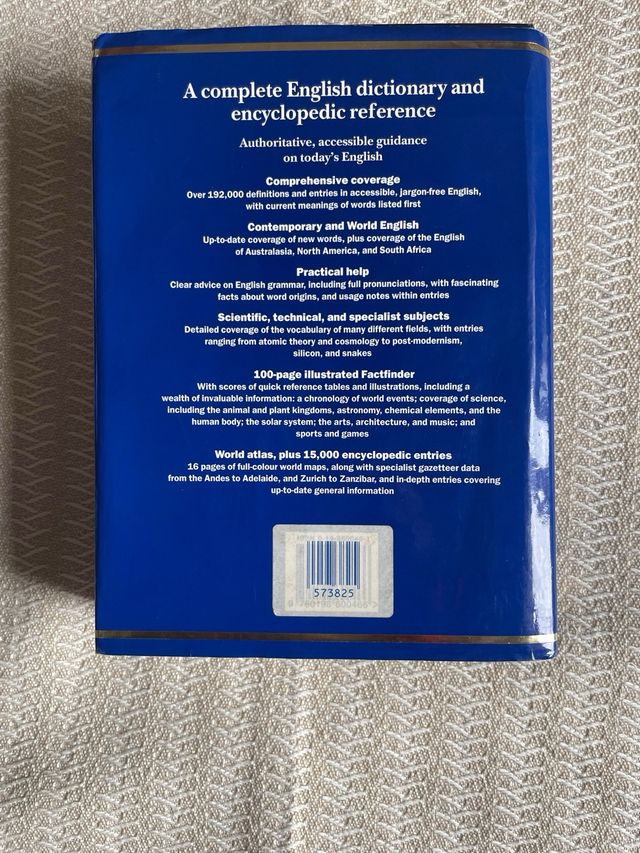 A complete English dictionary and
encyclopedic reference
Authoritative, accessible guidance
on today's English
Comprehensive coverage
Over 192,000 definitions and entries in accessible, jargon-free English,
with current meanings of words listed first
Contemporary and World English
Up-to-date coverage of new words, plus coverage of the English
of Australasia, North America, and South Africa
Practical help
Clear advice on English grammar, including full pronunciations, with fascinating
facts about word origins, and usage notes within entries
Scientific, technical, and specialist subjects
Detailed coverage of the vocabulary of many different fields, with entries
ranging from atomic theory and cosmology to post-modernism,
silicon, and snakes
100-page illustrated Factfinder
With scores of quick reference tables and illustrations, including a
wealth of invaluable information: a chronology of world events; coverage of science,
including the animal and plant kingdoms, astronomy, chemical elements, and the
human body; the solar system; the arts, architecture, and music; and
sports and games
World atlas, plus 15,000 encyclopedic entries
16 pages of full-colour world maps, along with specialist gazetteer data
from the Andes to Adelaide, and Zurich to Zanzibar, and in-depth entries covering
up-to-date general information
573825